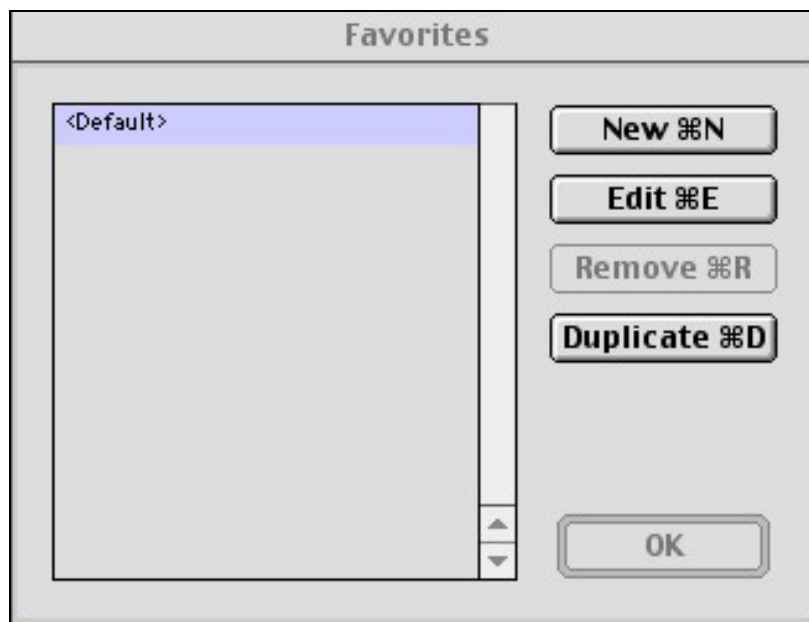 Favorites
<Default>
New ⌘N
Edit ⌘E
Remove ⌘R
Duplicate ⌘D
OK